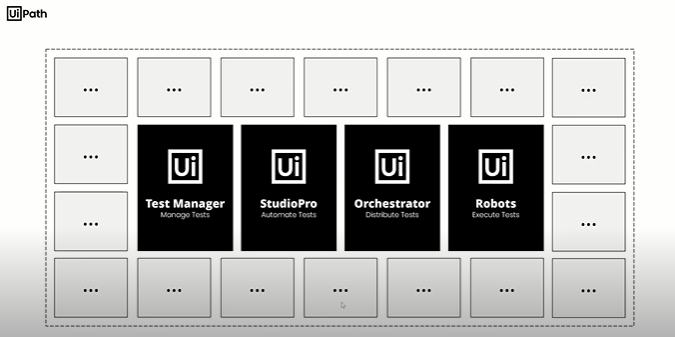 UiPath
... ... ... ... ... ... ...
... Ui Ui Ui Ui ...
Test Manager StudioPro Orchestrator Robots
Manage Tests Automate Tests Distribute Tests Execute Tests
... ...
... ... ... ... ... ... ...